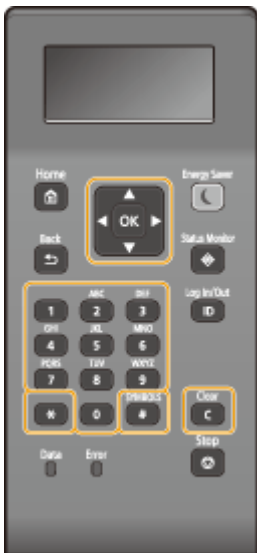 Home
Energy Saver
OK
Back
Status Monitor
Log In/Out
ID
ABC
DEF
1
2
3
GHI
JKL
MNO
4
5
6
PQRS
TUV
WXYZ
7
8
9
SYMBOLS
Clear
*
0
#
C
Stop
Data
Error